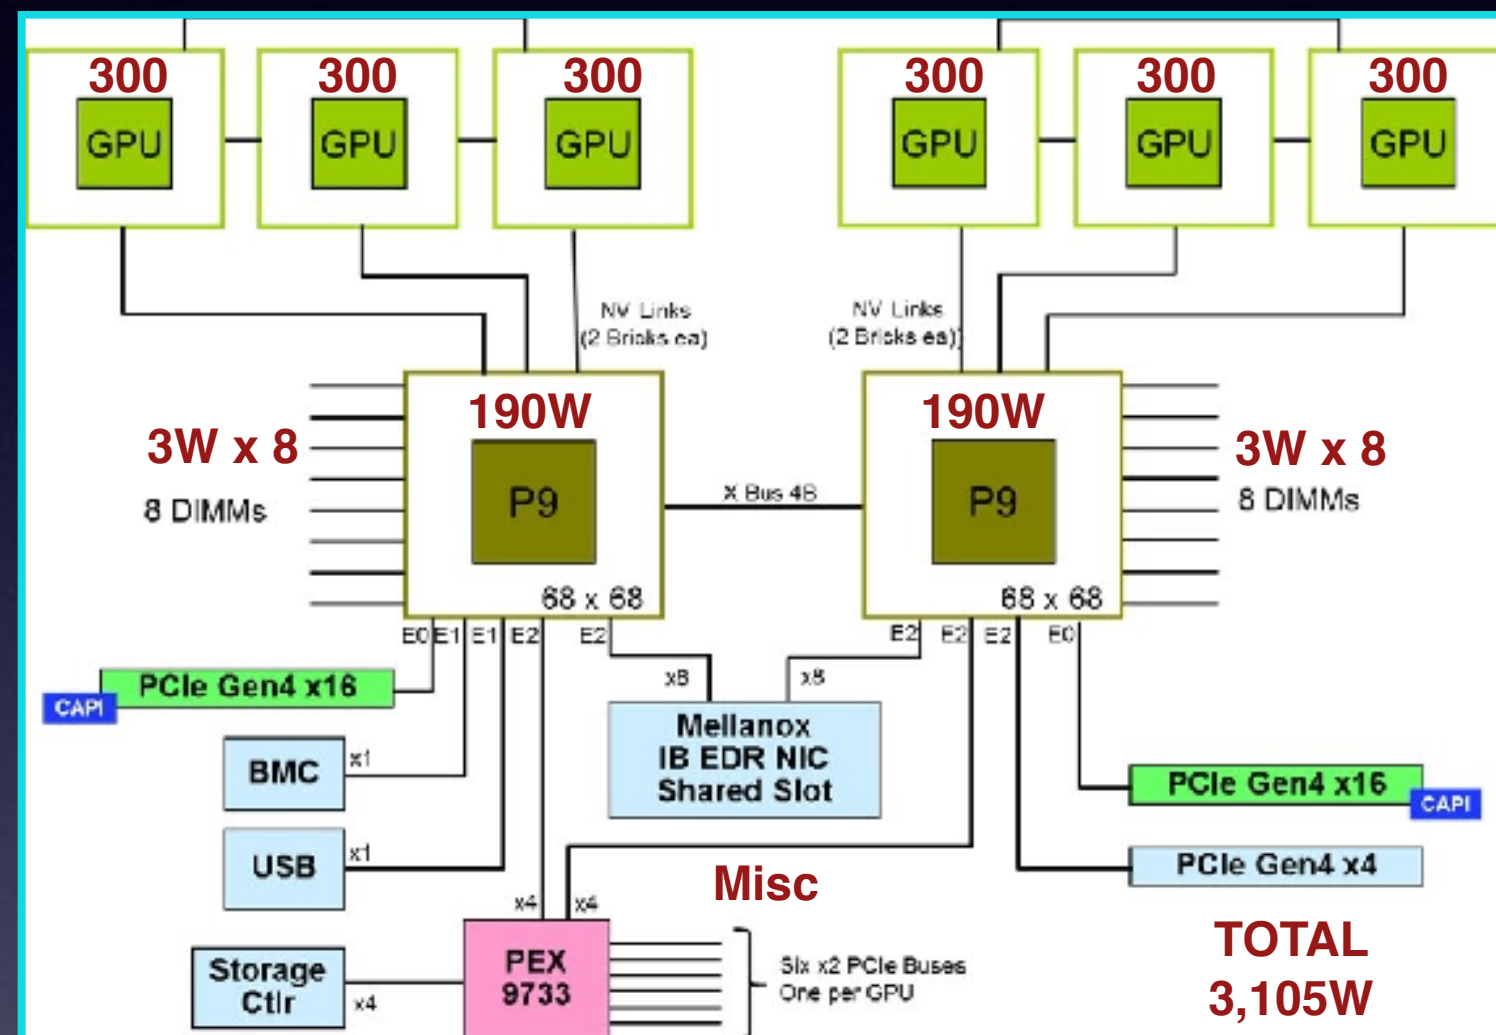 300 300 300 300 300 300
GPU GPU GPU GPU GPU GPU
NV Links
(2 Bricks ea)
NV Links
(2 Bricks ea)
190W 190W
3W x 8 3W x 8
8 DIMMs 8 DIMMs
P9 P9
X Bus 4B
68 x 68 68 x 68
E0 E1 E1 E2 E2 E2 E2 E2 E0
x8 x8
PCIe Gen4 x16
CAPI
Mellanox
IB EDR NIC
Shared Slot
BMC x1
PCIe Gen4 x16
CAPI
USB x1
PCIe Gen4 x4
Misc
x4 x4
PEX
9733
Storage
Ctlr
x4
Six x2 PCIe Buses
One per GPU
TOTAL
3,105W